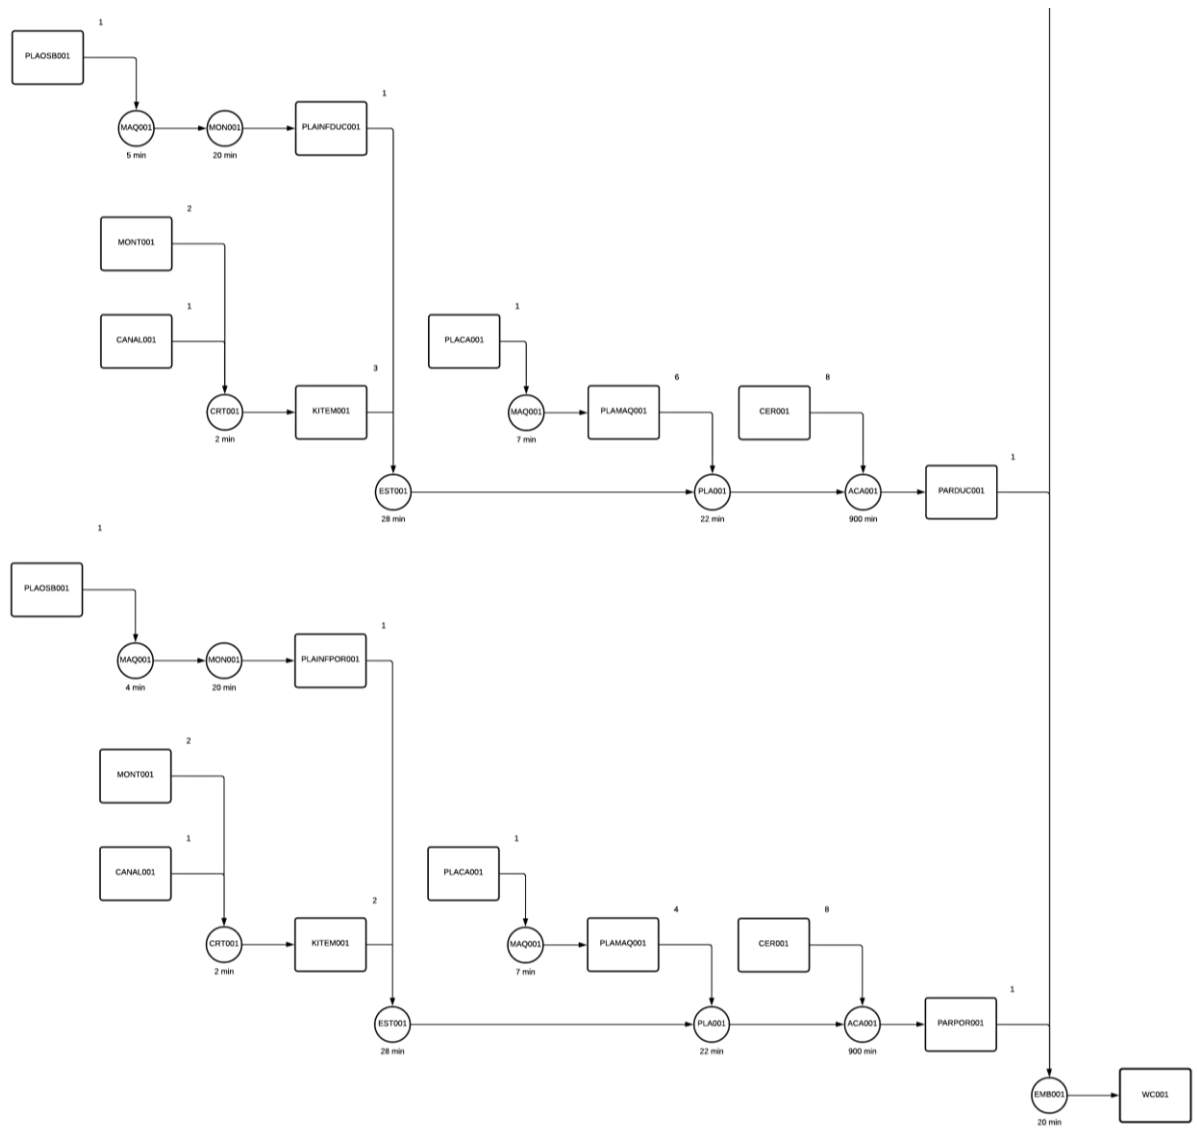 1
PLAOSB001
MAQ001
MON001
5 min
20 min
1
PLAINFDUC001
2
MONT001
1
CANAL001
CRT001
2 min
3
KITEM001
EST001
28 min
1
PLACA001
MAQ001
7 min
6
PLAMAQ001
PLA001
22 min
8
CER001
ACA001
900 min
1
PARDUC001
1
PLAOSB001
MAQ001
MON001
4 min
20 min
1
PLAINFPOR001
2
MONT001
1
CANAL001
CRT001
2 min
2
KITEM001
EST001
28 min
1
PLACA001
MAQ001
7 min
4
PLAMAQ001
PLA001
22 min
8
CER001
ACA001
900 min
1
PARPOR001
EMB001
20 min
WC001